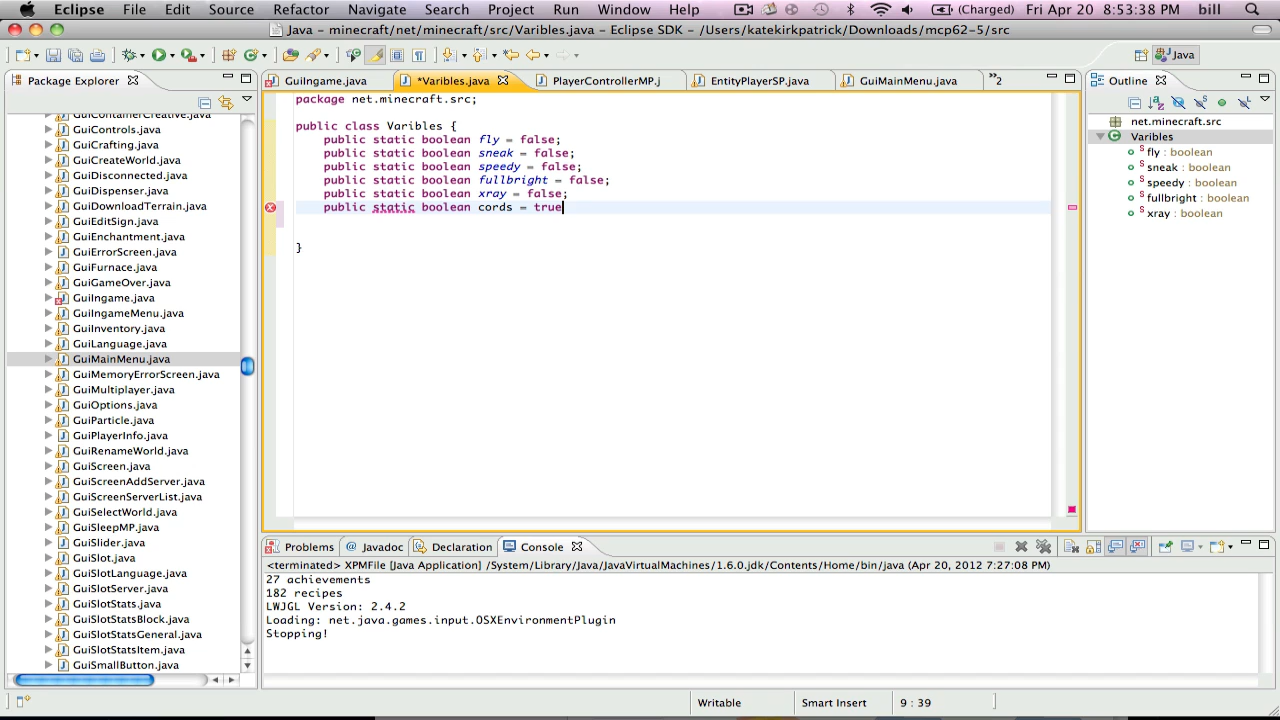 Eclipse File Edit Source Refactor Navigate Search Project Run Window Help (Charged) Fri Apr 20 8:53:38 PM bill
Java – minecraft/net/minecraft/src/Varibles.java – Eclipse SDK – /Users/katekirkpatrick/Downloads/mcp62-5/src
Java
Package Explorer
GuiContainerCreative.java
GuiControls.java
GuiCrafting.java
GuiCreateWorld.java
GuiDisconnected.java
GuiDispenser.java
GuiDownloadTerrain.java
GuiEditSign.java
GuiEnchantment.java
GuiErrorScreen.java
GuiFurnace.java
GuiGameOver.java
GuiIngame.java
GuiIngameMenu.java
GuiInventory.java
GuiLanguage.java
GuiMainMenu.java
GuiMemoryErrorScreen.java
GuiMultiplayer.java
GuiOptions.java
GuiParticle.java
GuiPlayerInfo.java
GuiRenameWorld.java
GuiScreen.java
GuiScreenAddServer.java
GuiScreenServerList.java
GuiSelectWorld.java
GuiSleepMP.java
GuiSlider.java
GuiSlot.java
GuiSlotLanguage.java
GuiSlotServer.java
GuiSlotStats.java
GuiSlotStatsBlock.java
GuiSlotStatsGeneral.java
GuiSlotStatsItem.java
GuiSmallButton.java
GuiIngame.java *Varibles.java PlayerControllerMP.j EntityPlayerSP.java GuiMainMenu.java »2
package net.minecraft.src;
public class Varibles {
public static boolean fly = false;
public static boolean sneak = false;
public static boolean speedy = false;
public static boolean fullbright = false;
public static boolean xray = false;
public static boolean cords = true
}
Outline
net.minecraft.src
Varibles
fly : boolean
sneak : boolean
speedy : boolean
fullbright : boolean
xray : boolean
Problems @ Javadoc Declaration Console
<terminated> XPMFile [Java Application] /System/Library/Java/JavaVirtualMachines/1.6.0.jdk/Contents/Home/bin/java (Apr 20, 2012 7:27:08 PM)
27 achievements
182 recipes
LWJGL Version: 2.4.2
Loading: net.java.games.input.OSXEnvironmentPlugin
Stopping!
Writable Smart Insert 9 : 39